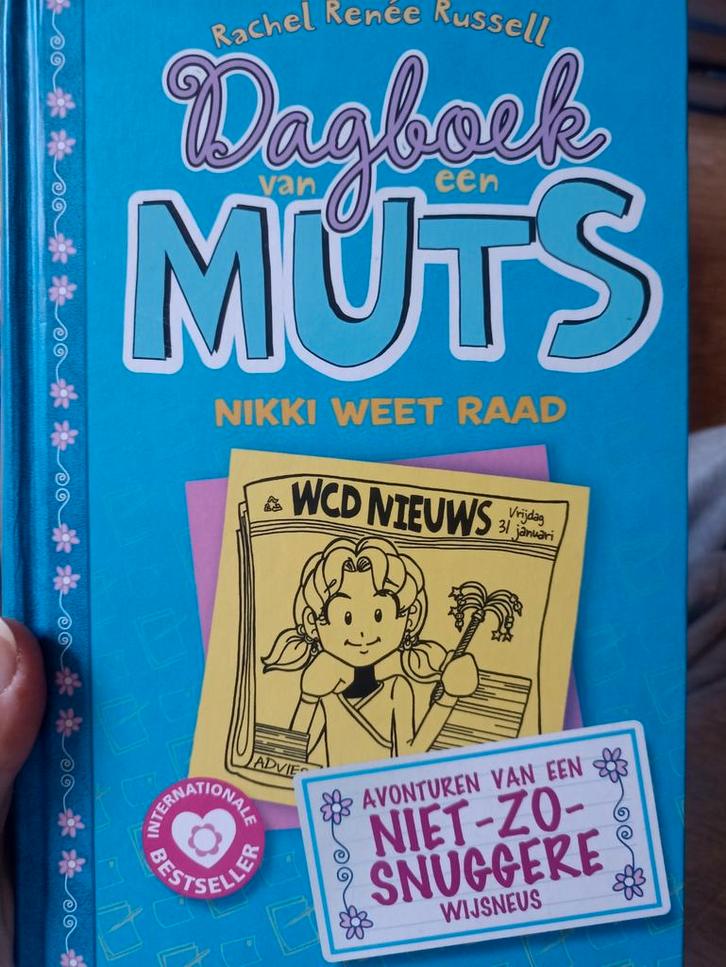 Rachel Renée Russell
Dagboek
van een
MUTS
NIKKI WEET RAAD
WCD NIEUWS
Vrijdag
31 januari
INTERNATIONALE
BESTSELLER
AVONTUREN VAN EEN
NIET-ZO-
SNUGGERE
WIJSNEUS